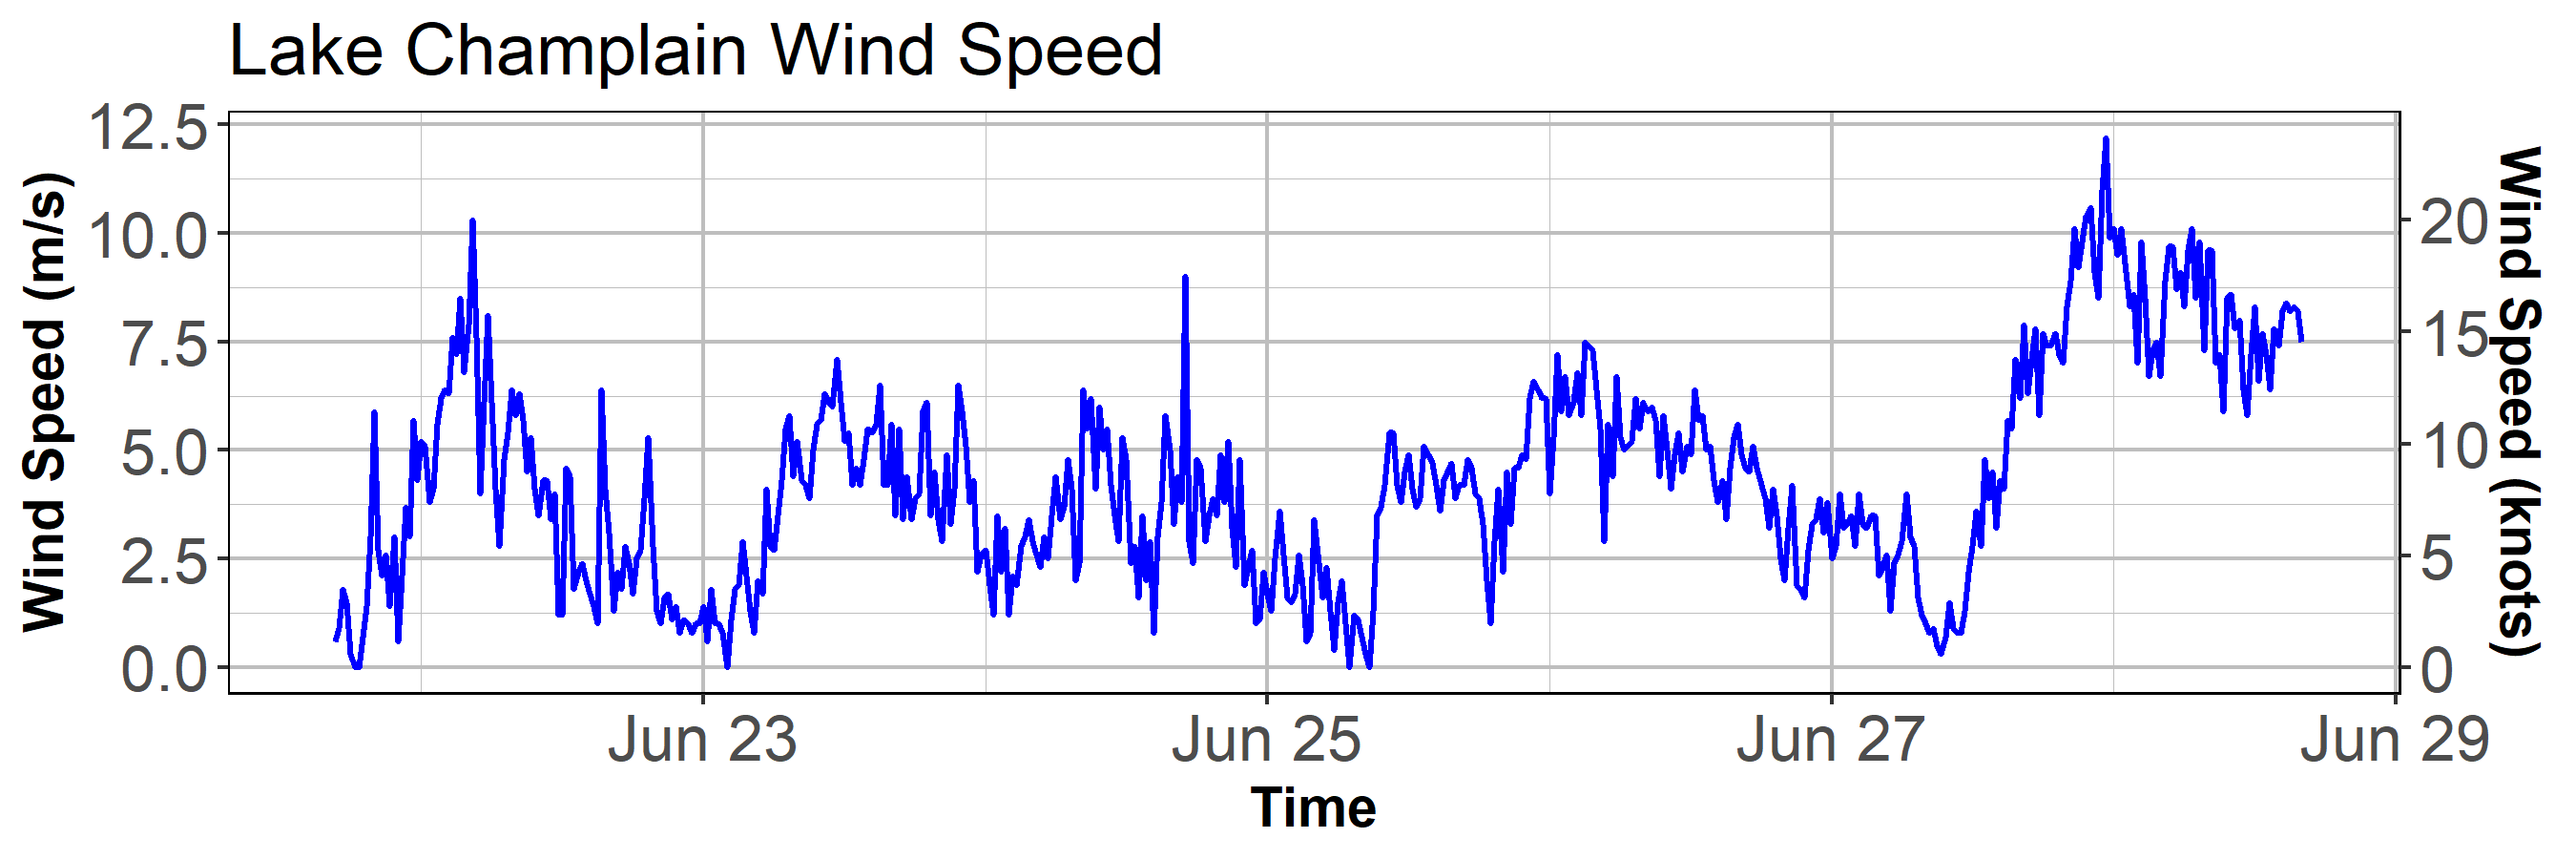 Lake Champlain Wind Speed
Wind Speed (m/s)
12.5
10.0
7.5
5.0
2.5
0.0
20
15
10
5
0
Wind Speed (knots)
Jun 23
Jun 25
Jun 27
Jun 29
Time